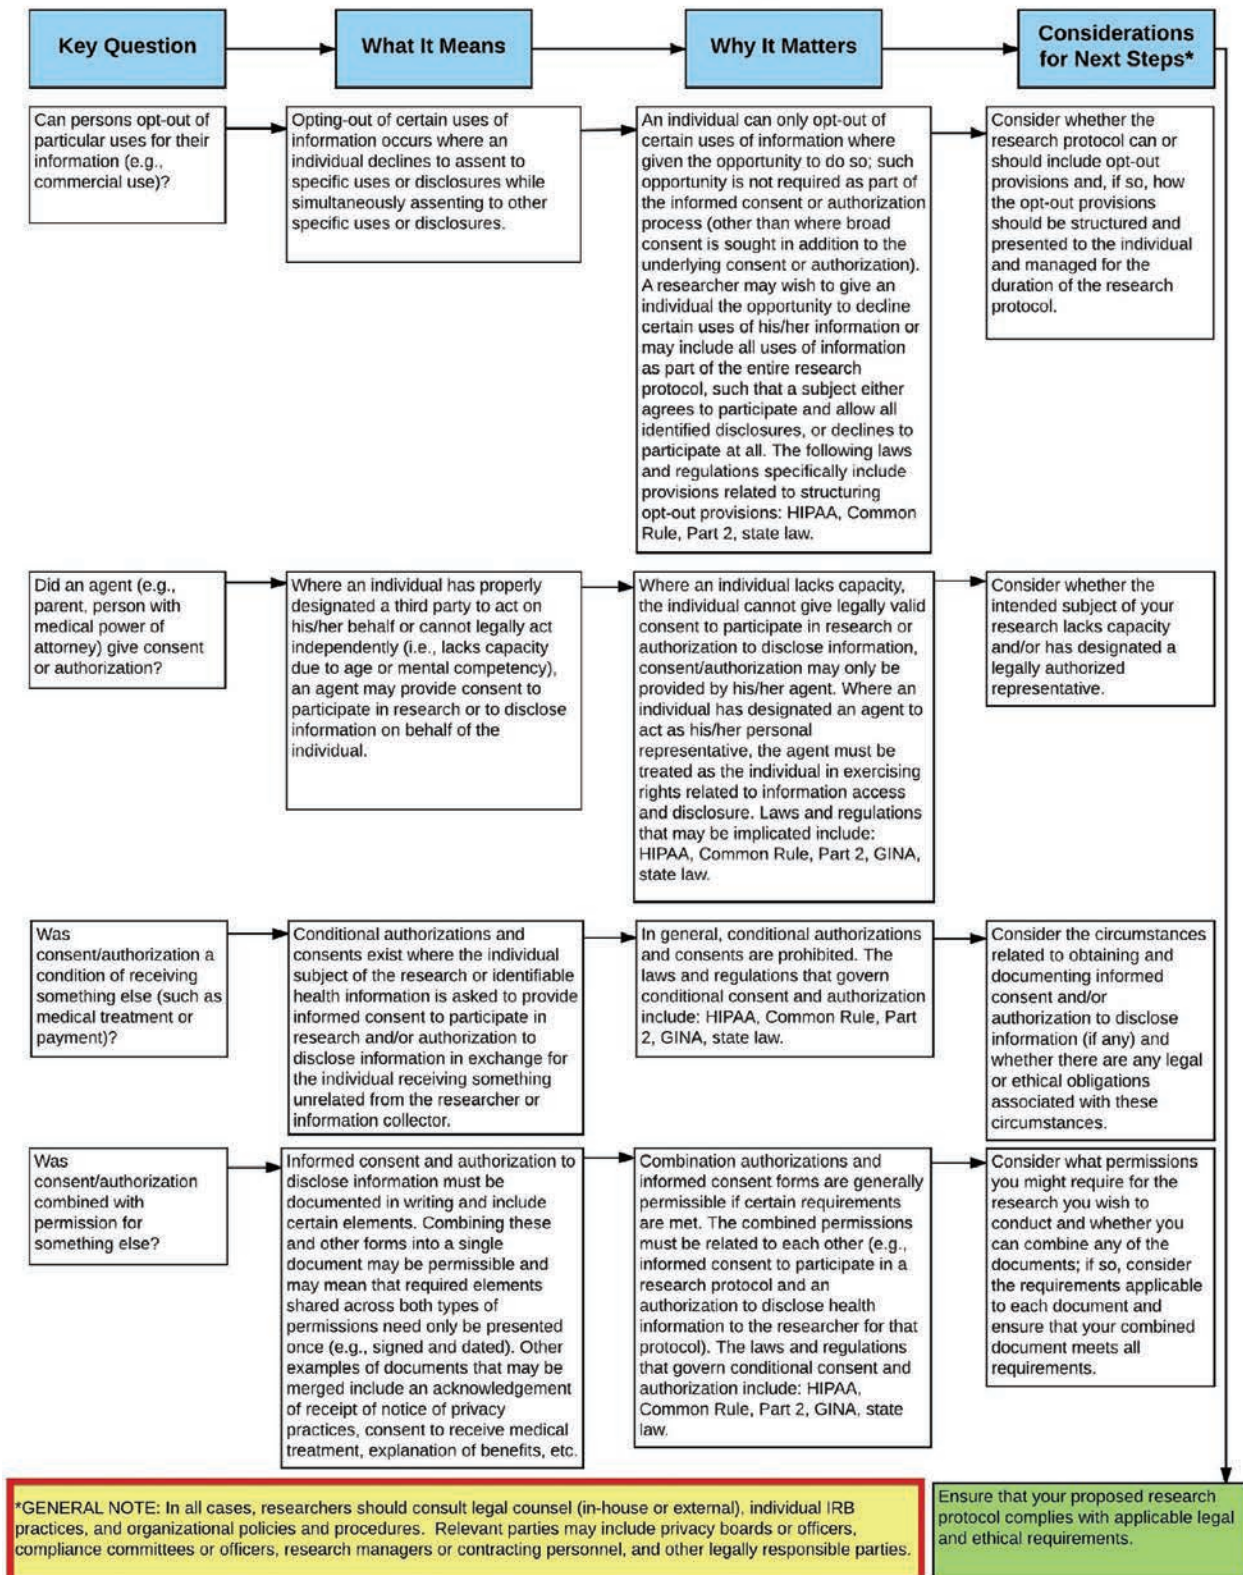 Key Question
What It Means
Why It Matters
Considerations
for Next Steps*
Can persons opt-out of
particular uses for their
information (e.g.,
commercial use)?
Opting-out of certain uses of
information occurs where an
individual declines to assent to
specific uses or disclosures while
simultaneously assenting to other
specific uses or disclosures.
An individual can only opt-out of
certain uses of information where
given the opportunity to do so; such
opportunity is not required as part of
the informed consent or authorization
process (other than where broad
consent is sought in addition to the
underlying consent or authorization).
A researcher may wish to give an
individual the opportunity to decline
certain uses of his/her information or
may include all uses of information
as part of the entire research
protocol, such that a subject either
agrees to participate and allow all
identified disclosures, or declines to
participate at all. The following laws
and regulations specifically include
provisions related to structuring
opt-out provisions: HIPAA, Common
Rule, Part 2, state law.
Consider whether the
research protocol can or
should include opt-out
provisions and, if so, how
the opt-out provisions
should be structured and
presented to the individual
and managed for the
duration of the research
protocol.
Did an agent (e.g.,
parent, person with
medical power of
attorney) give consent
or authorization?
Where an individual has properly
designated a third party to act on
his/her behalf or cannot legally act
independently (i.e., lacks capacity
due to age or mental competency),
an agent may provide consent to
participate in research or to disclose
information on behalf of the
individual.
Where an individual lacks capacity,
the individual cannot give legally valid
consent to participate in research or
authorization to disclose information,
consent/authorization may only be
provided by his/her agent. Where an
individual has designated an agent to
act as his/her personal
representative, the agent must be
treated as the individual in exercising
rights related to information access
and disclosure. Laws and regulations
that may be implicated include:
HIPAA, Common Rule, Part 2, GINA,
state law.
Consider whether the
intended subject of your
research lacks capacity
and/or has designated a
legally authorized
representative.
Was
consent/authorization a
condition of receiving
something else (such as
medical treatment or
payment)?
Conditional authorizations and
consents exist where the individual
subject of the research or identifiable
health information is asked to provide
informed consent to participate in
research and/or authorization to
disclose information in exchange for
the individual receiving something
unrelated from the researcher or
information collector.
In general, conditional authorizations
and consents are prohibited. The
laws and regulations that govern
conditional consent and authorization
include: HIPAA, Common Rule, Part
2, GINA, state law.
Consider the circumstances
related to obtaining and
documenting informed
consent and/or
authorization to disclose
information (if any) and
whether there are any legal
or ethical obligations
associated with these
circumstances.
Was
consent/authorization
combined with
permission for
something else?
Informed consent and authorization to
disclose information must be
documented in writing and include
certain elements. Combining these
and other forms into a single
document may be permissible and
may mean that required elements
shared across both types of
permissions need only be presented
once (e.g., signed and dated). Other
examples of documents that may be
merged include an acknowledgement
of receipt of notice of privacy
practices, consent to receive medical
treatment, explanation of benefits, etc.
Combination authorizations and
informed consent forms are generally
permissible if certain requirements
are met. The combined permissions
must be related to each other (e.g.,
informed consent to participate in a
research protocol and an
authorization to disclose health
information to the researcher for that
protocol). The laws and regulations
that govern conditional consent and
authorization include: HIPAA,
Common Rule, Part 2, GINA, state
law.
Consider what permissions
you might require for the
research you wish to
conduct and whether you
can combine any of the
documents; if so, consider
the requirements applicable
to each document and
ensure that your combined
document meets all
requirements.
*GENERAL NOTE: In all cases, researchers should consult legal counsel (in-house or external), individual IRB
practices, and organizational policies and procedures. Relevant parties may include privacy boards or officers,
compliance committees or officers, research managers or contracting personnel, and other legally responsible parties.
Ensure that your proposed research
protocol complies with applicable legal
and ethical requirements.